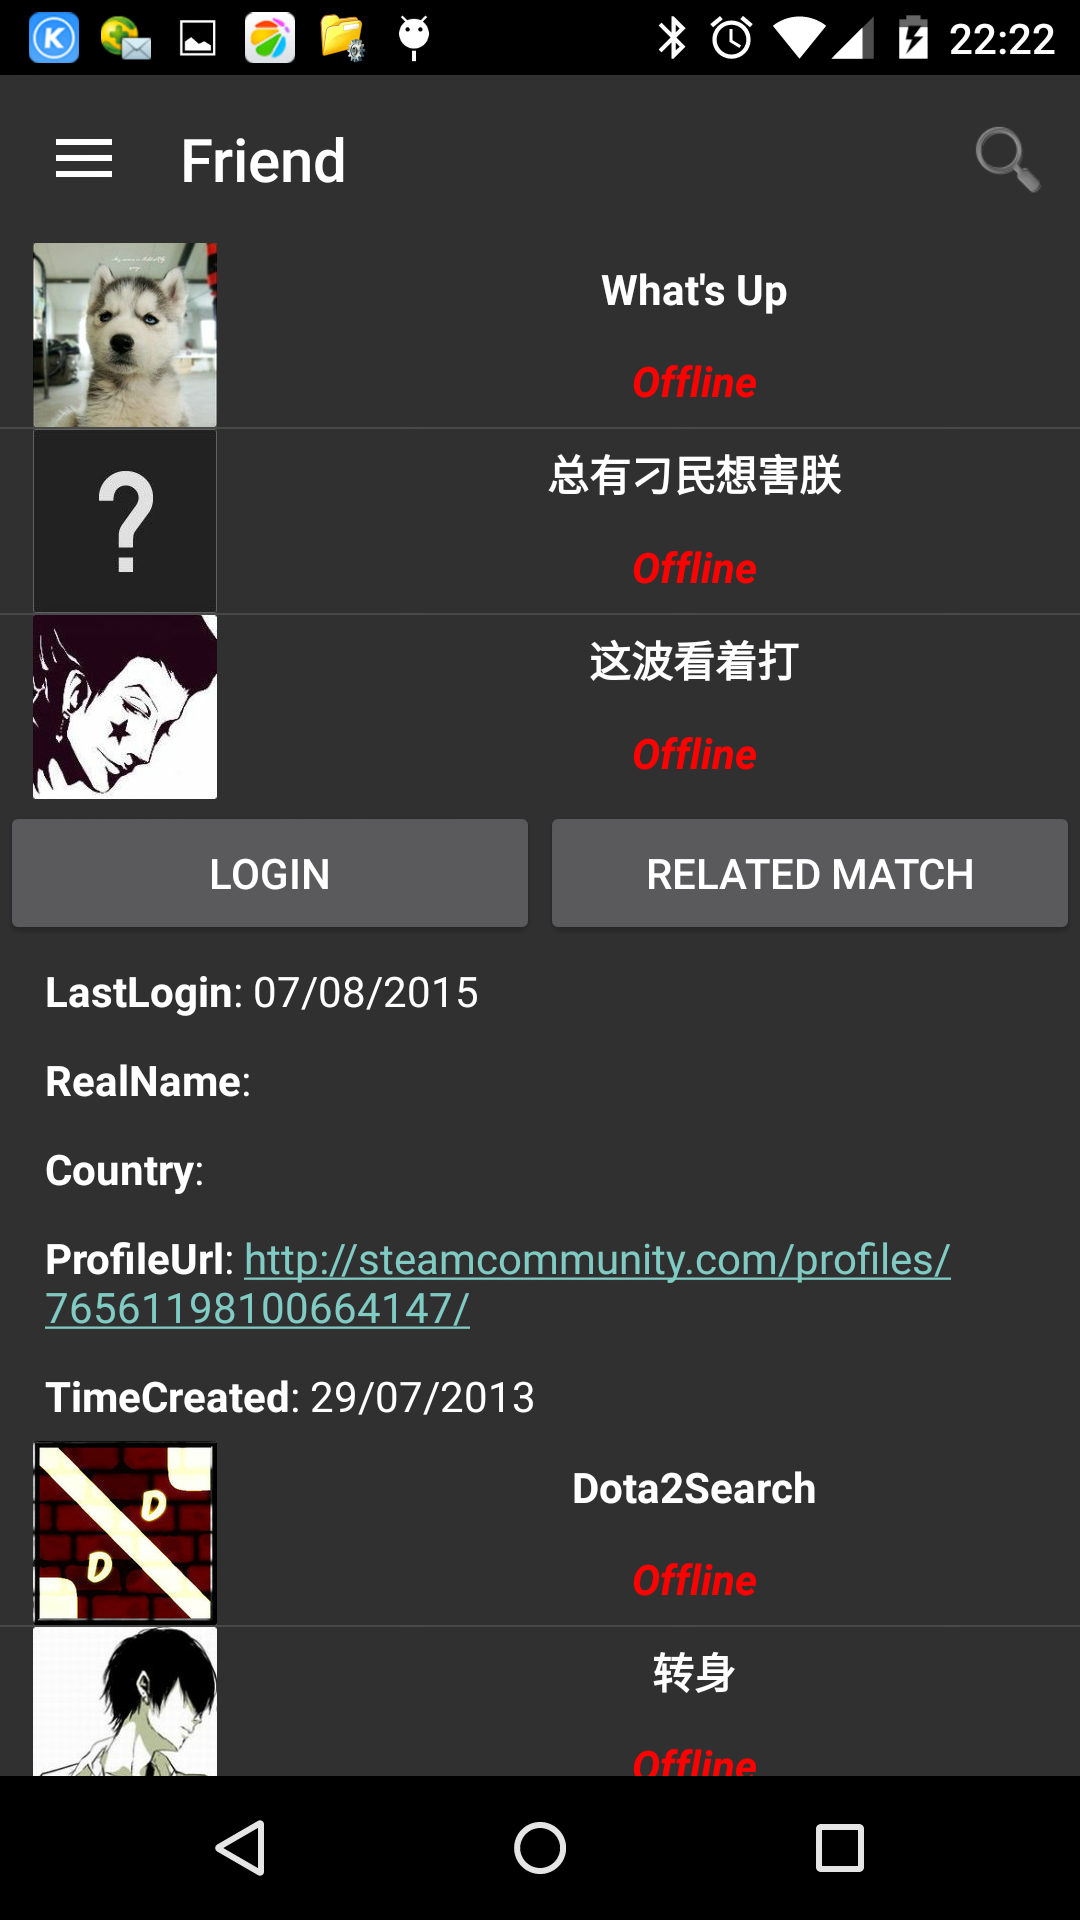 22:22
Friend
What's Up
Offline
总有刁民想害朕
Offline
这波看着打
Offline
LOGIN
RELATED MATCH
LastLogin: 07/08/2015
RealName:
Country:
ProfileUrl: http://steamcommunity.com/profiles/
76561198100664147/
TimeCreated: 29/07/2013
D
D
Dota2Search
Offline
转身
Offline